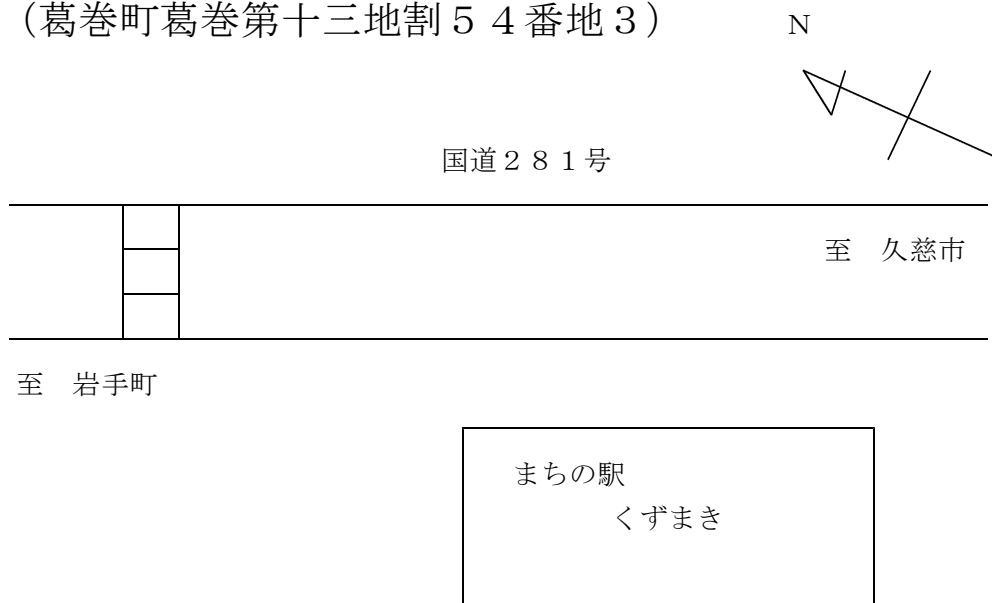 （葛巻町葛巻第十三地割５４番地３）
N
国道２８１号
至　久慈市
至　岩手町
まちの駅
くずまき